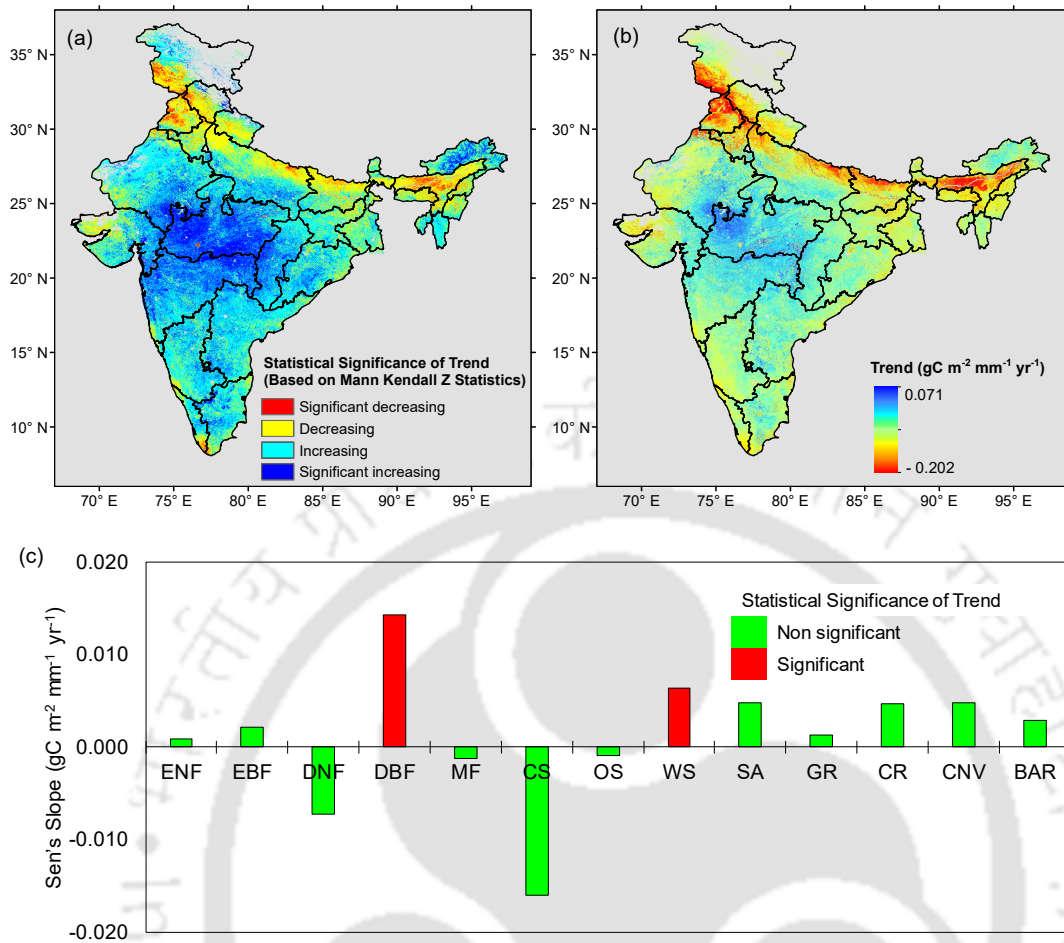 (a)
35° N
30° N
25° N
20° N
15° N
10° N
Statistical Significance of Trend
(Based on Mann Kendall Z Statistics)
Significant decreasing
Decreasing
Increasing
Significant increasing
70° E 75° E 80° E 85° E 90° E 95° E
(b)
35° N
30° N
25° N
20° N
15° N
10° N
Trend (gC m⁻² mm⁻¹ yr⁻¹)
0.071
- 0.202
70° E 75° E 80° E 85° E 90° E 95° E
(c)
Sen's Slope (gC m⁻² mm⁻¹ yr⁻¹)
0.020
0.010
0.000
-0.010
-0.020
Statistical Significance of Trend
Non significant
Significant
ENF EBF DNF DBF MF CS OS WS SA GR CR CNV BAR